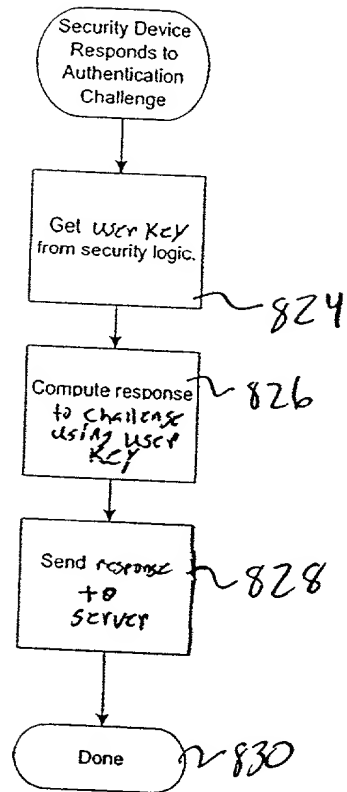 Security Device
Responds to
Authentication
Challenge
Get user key
from security logic.
824
Compute response
to challenge
using user
key
826
Send response
to
server
828
Done
830